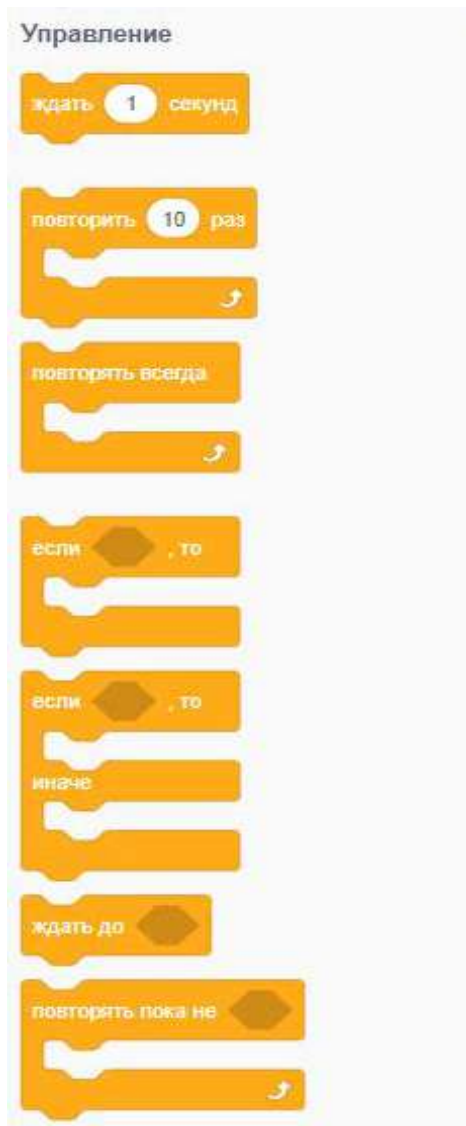 Управление
ждать 1 секунд
повторить 10 раз
повторять всегда
если , то
если , то
иначе
ждать до
повторять пока не